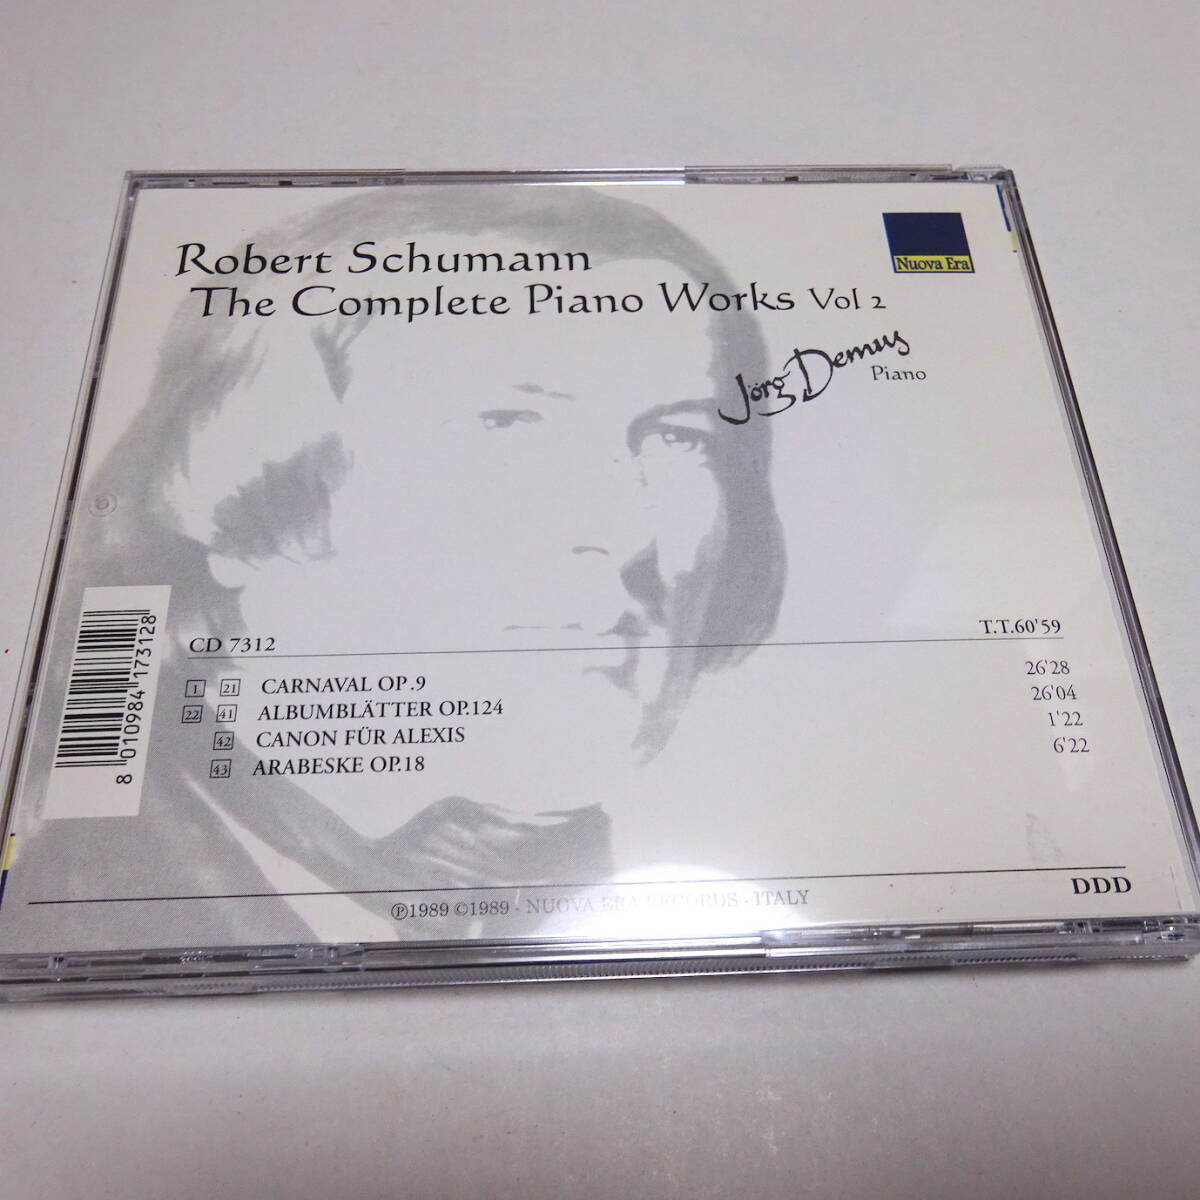 Robert Schumann
The Complete Piano Works Vol 2
Nuova Era
Jörg Demus
Piano
CD 7312 T.T.60'59
1 21 CARNAVAL OP.9 26'28
22 41 ALBUMBLÄTTER OP.124 26'04
42 CANON FÜR ALEXIS 1'22
43 ARABESKE OP.18 6'22
8 010984 173128
DDD
℗1989 ©1989 - NUOVA ERA RECORDS - ITALY